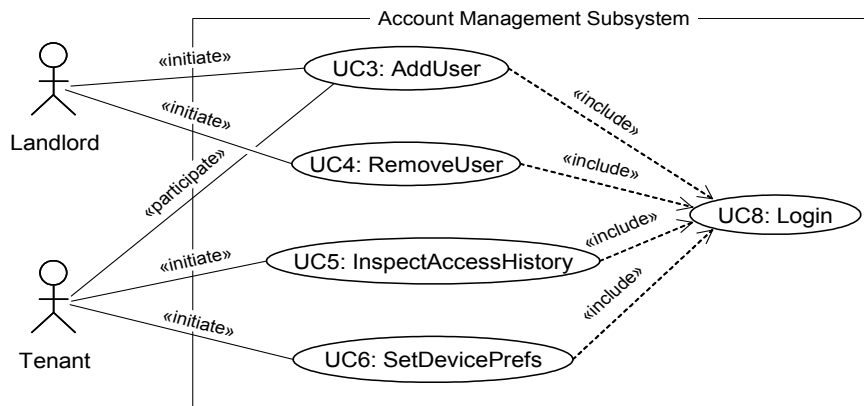 Account Management Subsystem
«initiate»
UC3: AddUser
«include»
Landlord
«initiate»
«participate»
UC4: RemoveUser
«include»
UC8: Login
«initiate»
UC5: InspectAccessHistory
«include»
Tenant
«initiate»
UC6: SetDevicePrefs
«include»